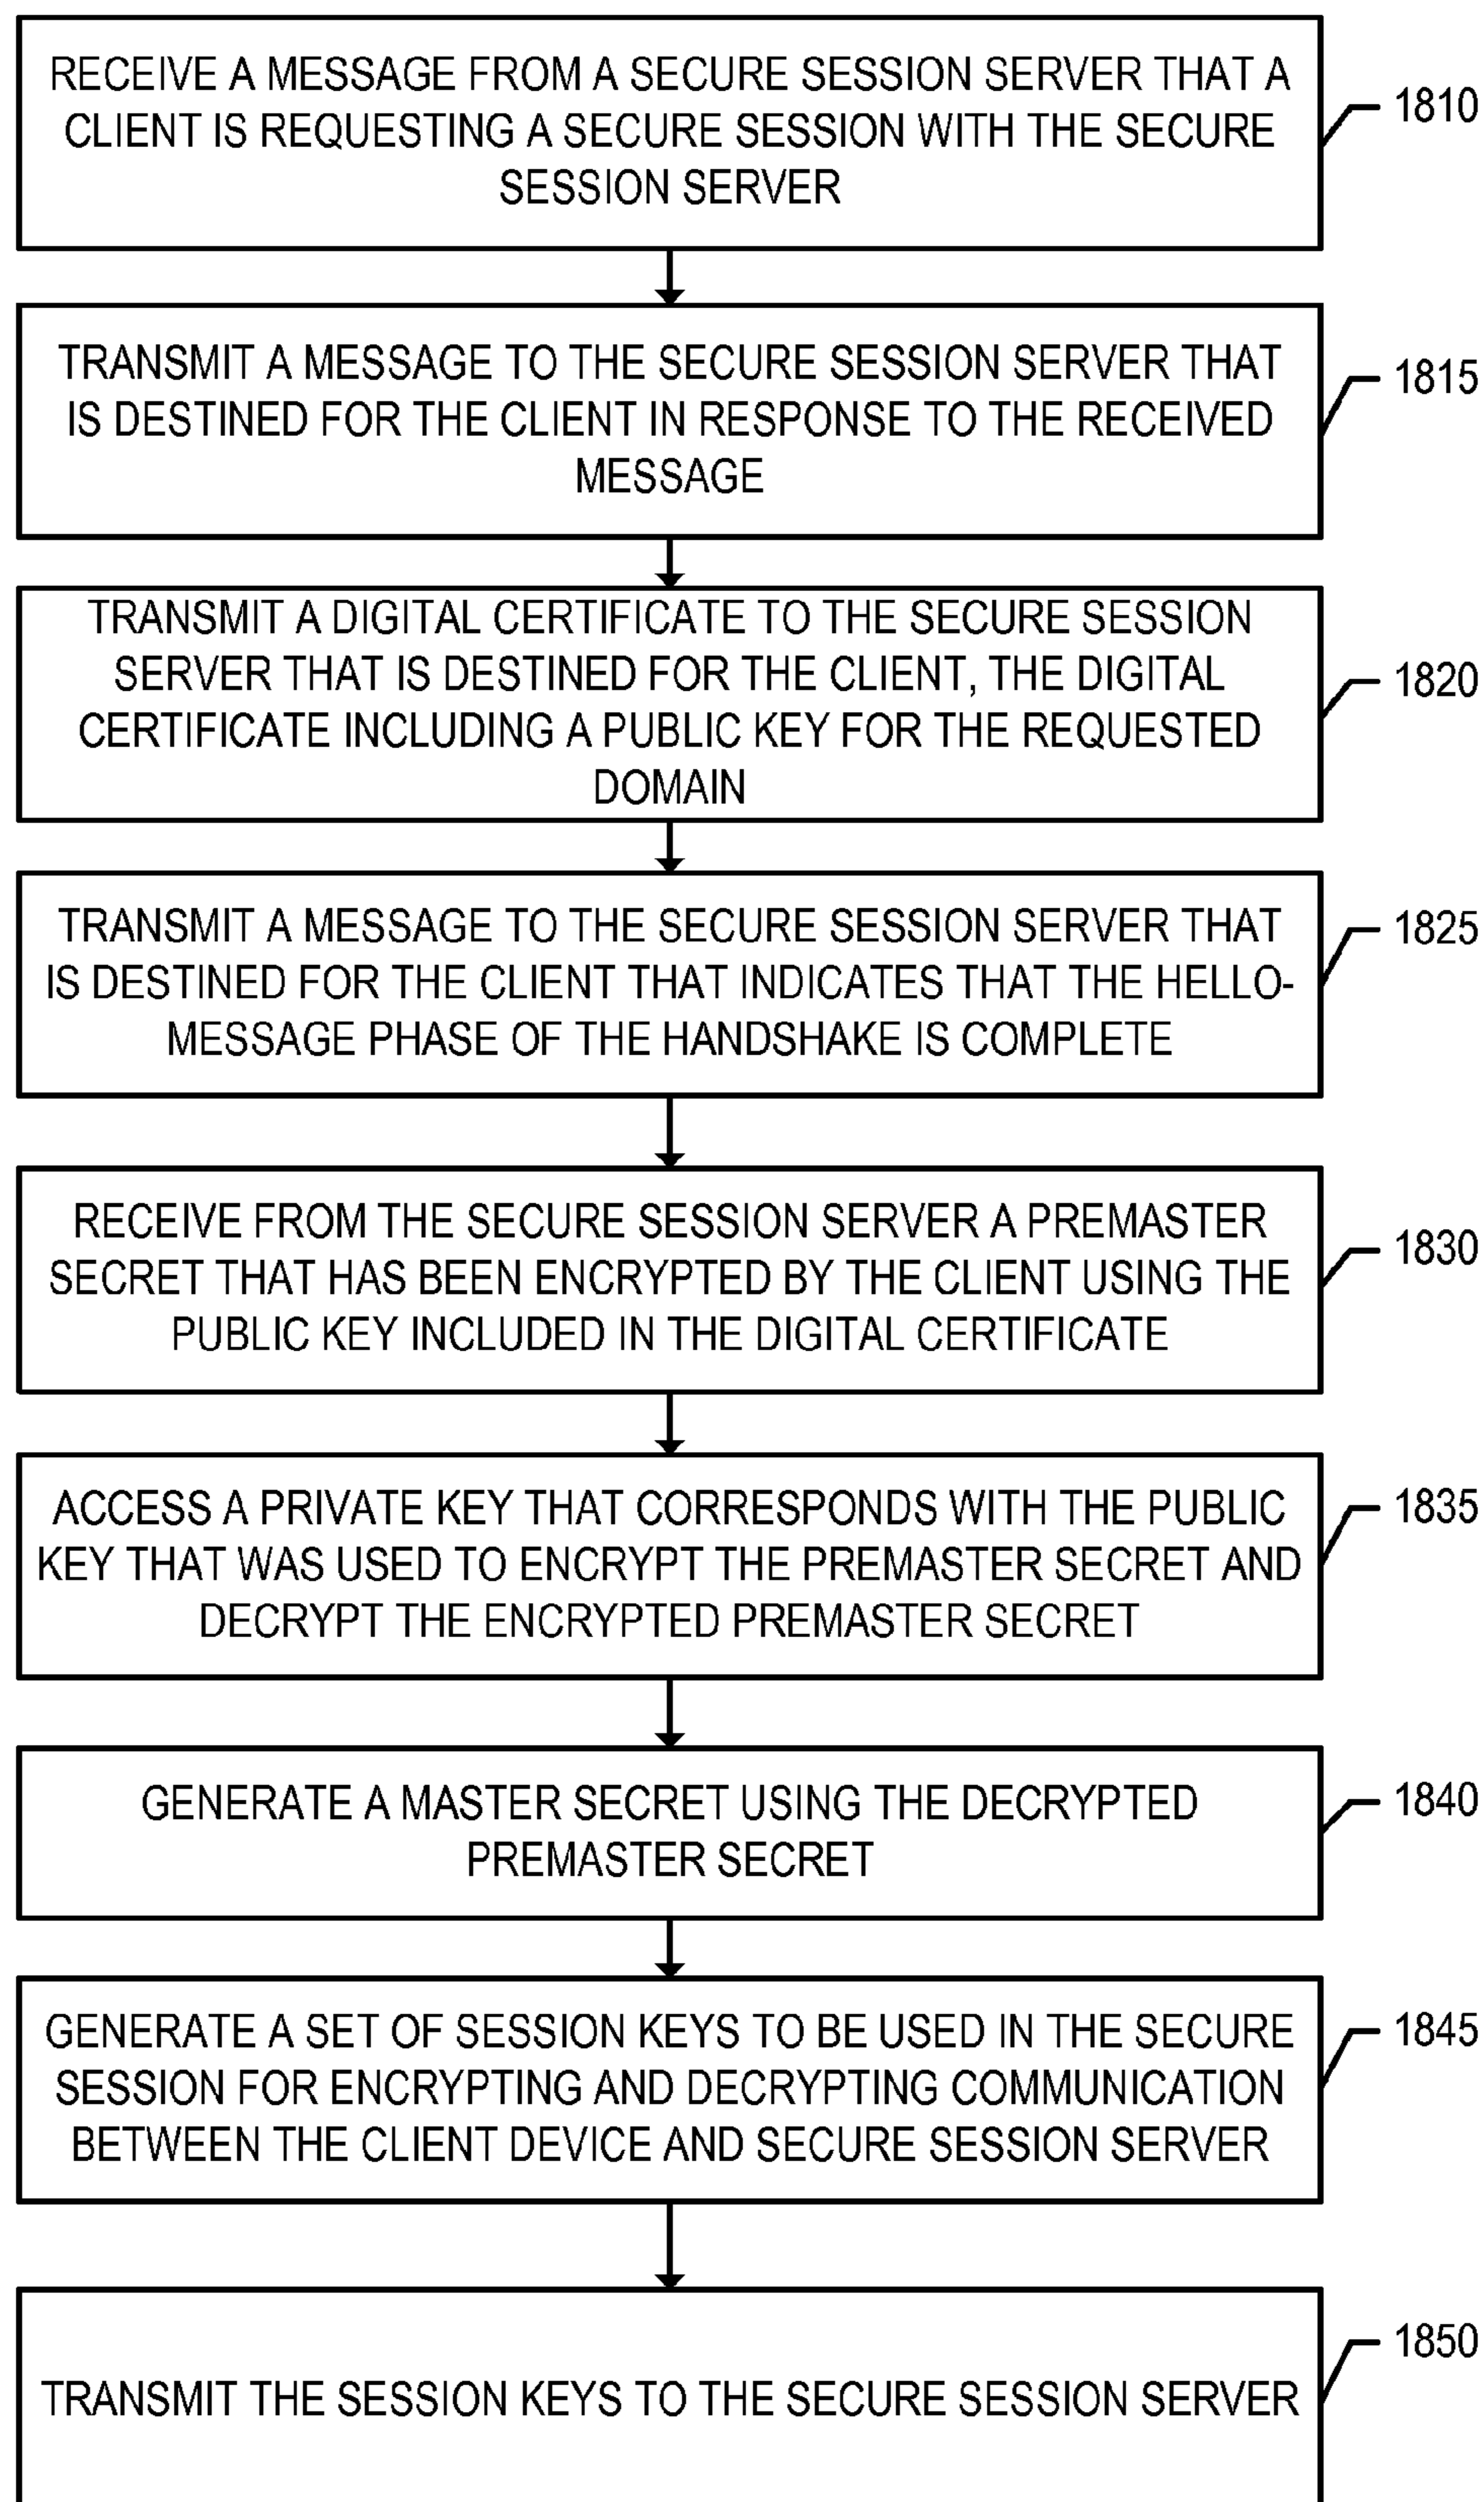 RECEIVE A MESSAGE FROM A SECURE SESSION SERVER THAT A
CLIENT IS REQUESTING A SECURE SESSION WITH THE SECURE
SESSION SERVER
1810
TRANSMIT A MESSAGE TO THE SECURE SESSION SERVER THAT
IS DESTINED FOR THE CLIENT IN RESPONSE TO THE RECEIVED
MESSAGE
1815
TRANSMIT A DIGITAL CERTIFICATE TO THE SECURE SESSION
SERVER THAT IS DESTINED FOR THE CLIENT, THE DIGITAL
CERTIFICATE INCLUDING A PUBLIC KEY FOR THE REQUESTED
DOMAIN
1820
TRANSMIT A MESSAGE TO THE SECURE SESSION SERVER THAT
IS DESTINED FOR THE CLIENT THAT INDICATES THAT THE HELLO-
MESSAGE PHASE OF THE HANDSHAKE IS COMPLETE
1825
RECEIVE FROM THE SECURE SESSION SERVER A PREMASTER
SECRET THAT HAS BEEN ENCRYPTED BY THE CLIENT USING THE
PUBLIC KEY INCLUDED IN THE DIGITAL CERTIFICATE
1830
ACCESS A PRIVATE KEY THAT CORRESPONDS WITH THE PUBLIC
KEY THAT WAS USED TO ENCRYPT THE PREMASTER SECRET AND
DECRYPT THE ENCRYPTED PREMASTER SECRET
1835
GENERATE A MASTER SECRET USING THE DECRYPTED
PREMASTER SECRET
1840
GENERATE A SET OF SESSION KEYS TO BE USED IN THE SECURE
SESSION FOR ENCRYPTING AND DECRYPTING COMMUNICATION
BETWEEN THE CLIENT DEVICE AND SECURE SESSION SERVER
1845
TRANSMIT THE SESSION KEYS TO THE SECURE SESSION SERVER
1850